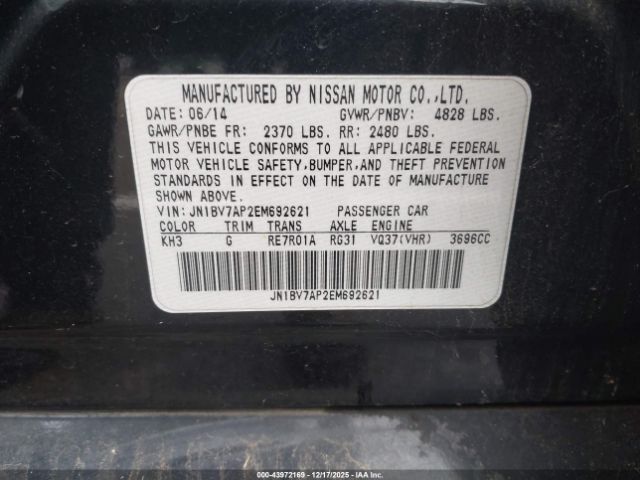 MANUFACTURED BY NISSAN MOTOR CO.,LTD.
DATE: 06/14 GVWR/PNBV: 4828 LBS.
GAWR/PNBE FR: 2370 LBS. RR: 2480 LBS.
THIS VEHICLE CONFORMS TO ALL APPLICABLE FEDERAL
MOTOR VEHICLE SAFETY,BUMPER,AND THEFT PREVENTION
STANDARDS IN EFFECT ON THE DATE OF MANUFACTURE
SHOWN ABOVE.
VIN: JN1BV7AP2EM692621 PASSENGER CAR
COLOR TRIM TRANS AXLE ENGINE
KH3 G RE7R01A RG31 VQ37(VHR) 3696CC
JN1BV7AP2EM692621
©-43972169 - 12/17/2025 - IAAI.COM